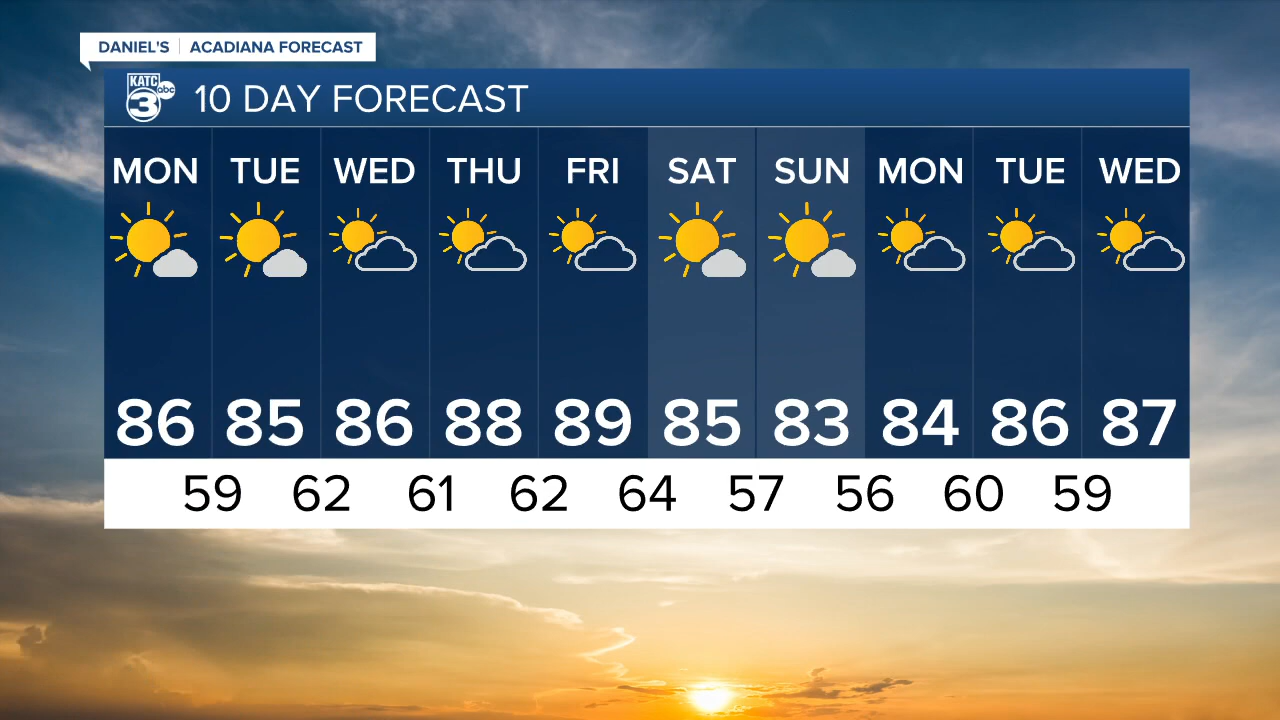 DANIEL'S | ACADIANA FORECAST
KATC
3 abc
10 DAY FORECAST
MON TUE WED THU FRI SAT SUN MON TUE WED
86 85 86 88 89 85 83 84 86 87
59 62 61 62 64 57 56 60 59